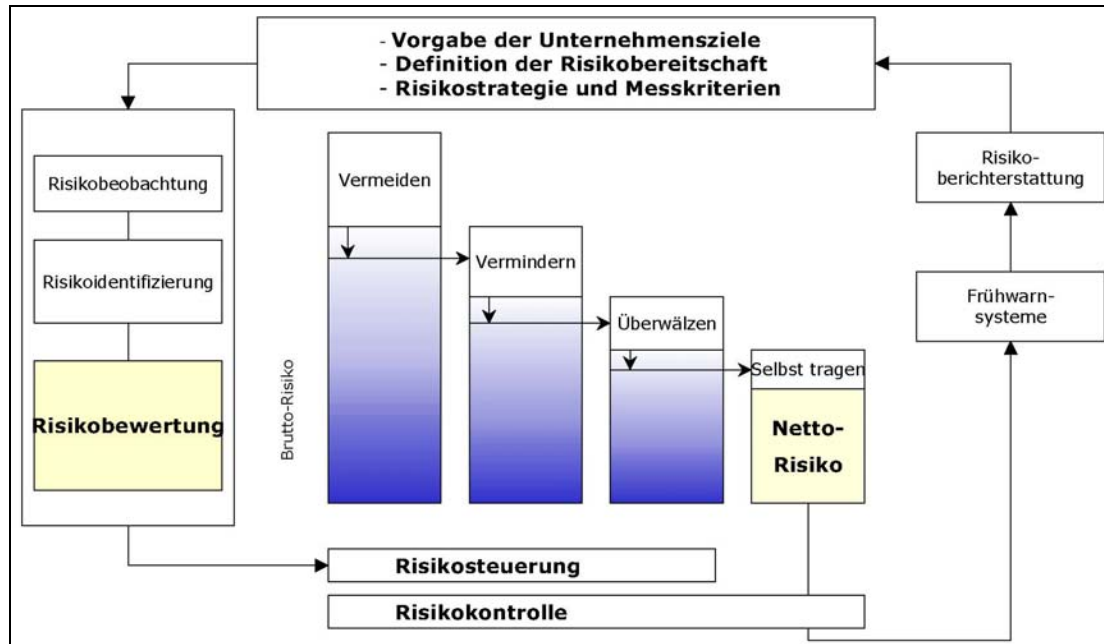 - Vorgabe der Unternehmensziele
- Definition der Risikobereitschaft
- Risikostrategie und Messkriterien
Risikobeobachtung
Risikoidentifizierung
Risikobewertung
Brutto-Risiko
Vermeiden
Vermindern
Überwälzen
Selbst tragen
Netto-
Risiko
Risiko-
berichterstattung
Frühwarn-
systeme
Risikosteuerung
Risikokontrolle